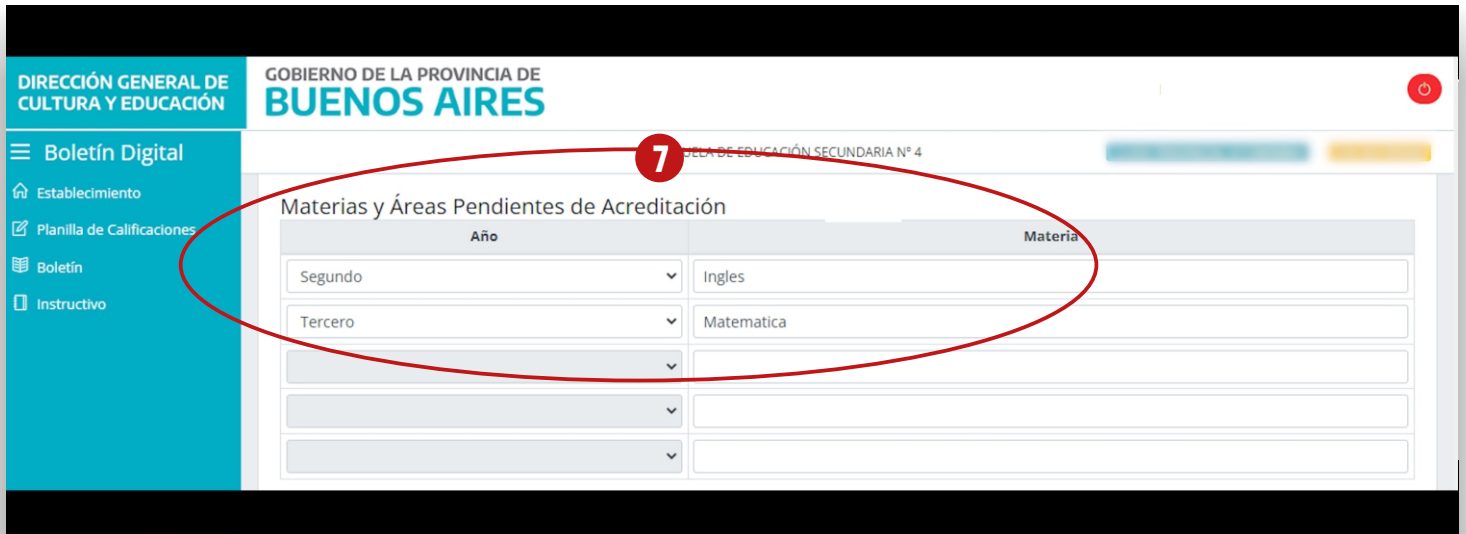 DIRECCIÓN GENERAL DE
CULTURA Y EDUCACIÓN
GOBIERNO DE LA PROVINCIA DE
BUENOS AIRES
Boletín Digital
7
DE EDUCACIÓN SECUNDARIA Nº 4
Establecimiento
Planilla de Calificaciones
Boletín
Instructivo
Materias y Áreas Pendientes de Acreditación
Año Materia
Segundo Ingles
Tercero Matematica